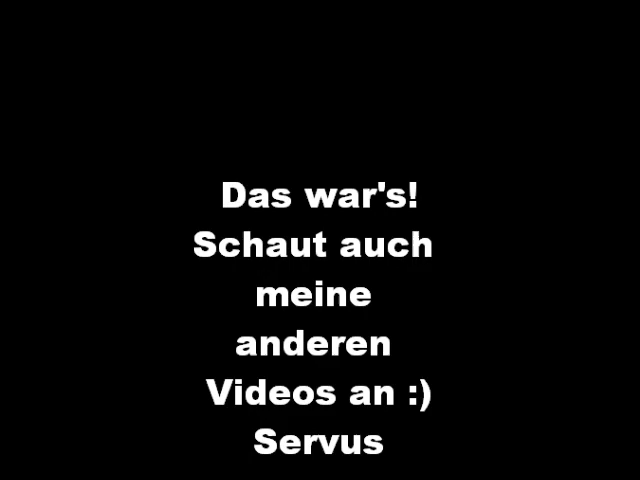 Das war's!
Schaut auch
meine
anderen
Videos an :)
Servus